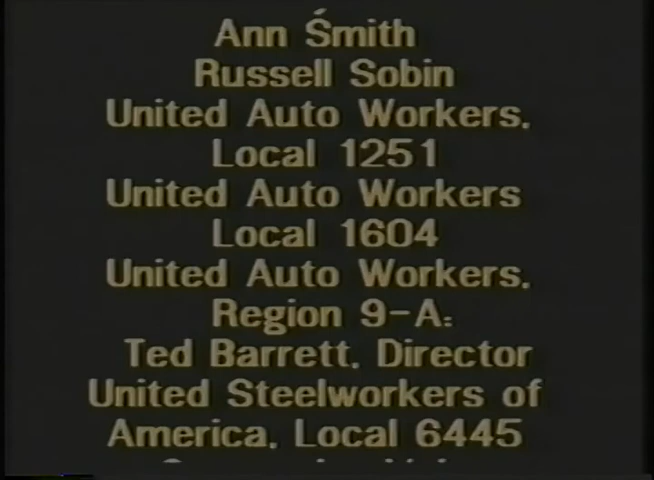 Ann Smith
Russell Sobin
United Auto Workers,
Local 1251
United Auto Workers
Local 1604
United Auto Workers,
Region 9-A:
Ted Barrett, Director
United Steelworkers of
America, Local 6445